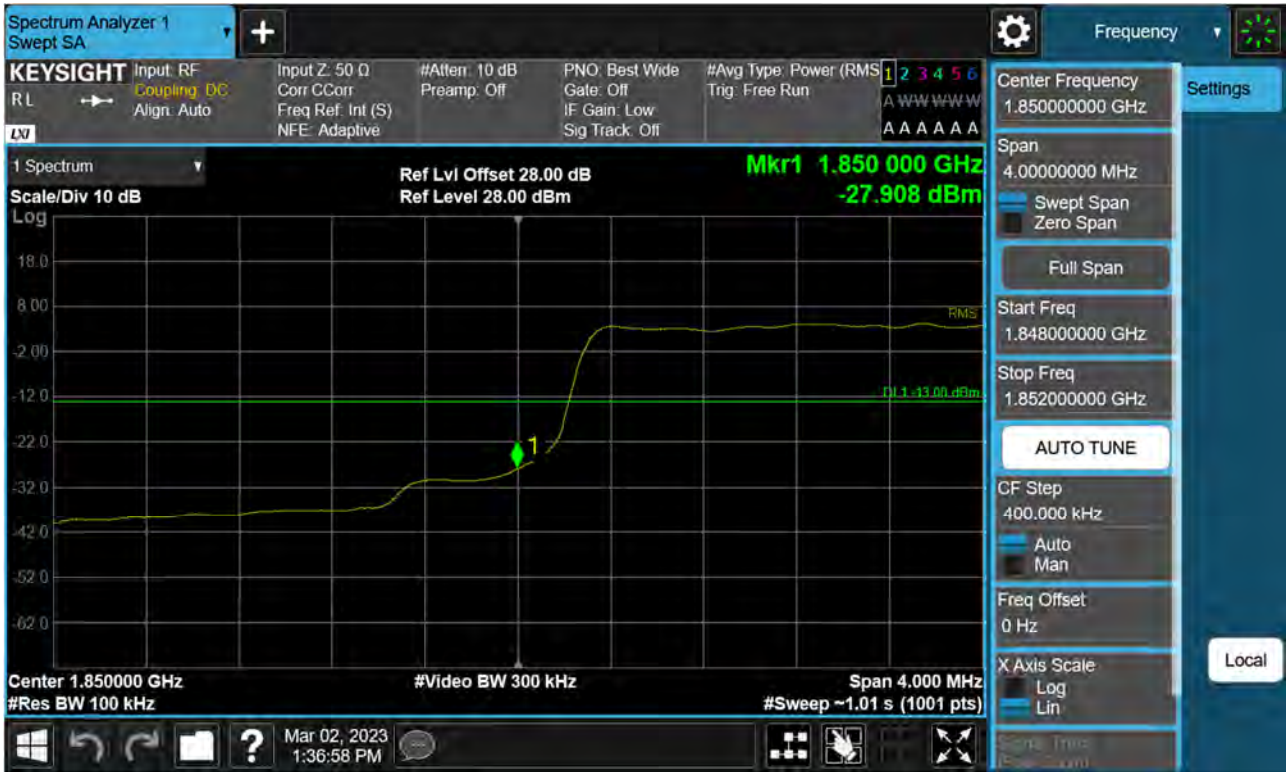 Spectrum Analyzer 1
Swept SA
+
Frequency
KEYSIGHT
RL
LXI
Input: RF
Coupling: DC
Align: Auto
Input Z: 50 Ω
Corr CCorr
Freq Ref: Int (S)
NFE: Adaptive
#Atten: 10 dB
Preamp: Off
PNO: Best Wide
Gate: Off
IF Gain: Low
Sig Track: Off
#Avg Type: Power (RMS
Trig: Free Run
1 2 3 4 5 6
A W W W W W
A A A A A A
1 Spectrum
Scale/Div 10 dB
Ref Lvl Offset 28.00 dB
Ref Level 28.00 dBm
Mkr1 1.850 000 GHz
-27.908 dBm
Log
18.0
8.00
-2.00
-12.0
-22.0
-32.0
-42.0
-52.0
-62.0
RMS
DL1 -13.00 dBm
1
Center 1.850000 GHz
#Video BW 300 kHz
Span 4.000 MHz
#Res BW 100 kHz
#Sweep ~1.01 s (1001 pts)
Center Frequency
1.850000000 GHz
Settings
Span
4.00000000 MHz
Swept Span
Zero Span
Full Span
Start Freq
1.848000000 GHz
Stop Freq
1.852000000 GHz
AUTO TUNE
CF Step
400.000 kHz
Auto
Man
Freq Offset
0 Hz
X Axis Scale
Log
Lin
Local
?
Mar 02, 2023
1:36:58 PM